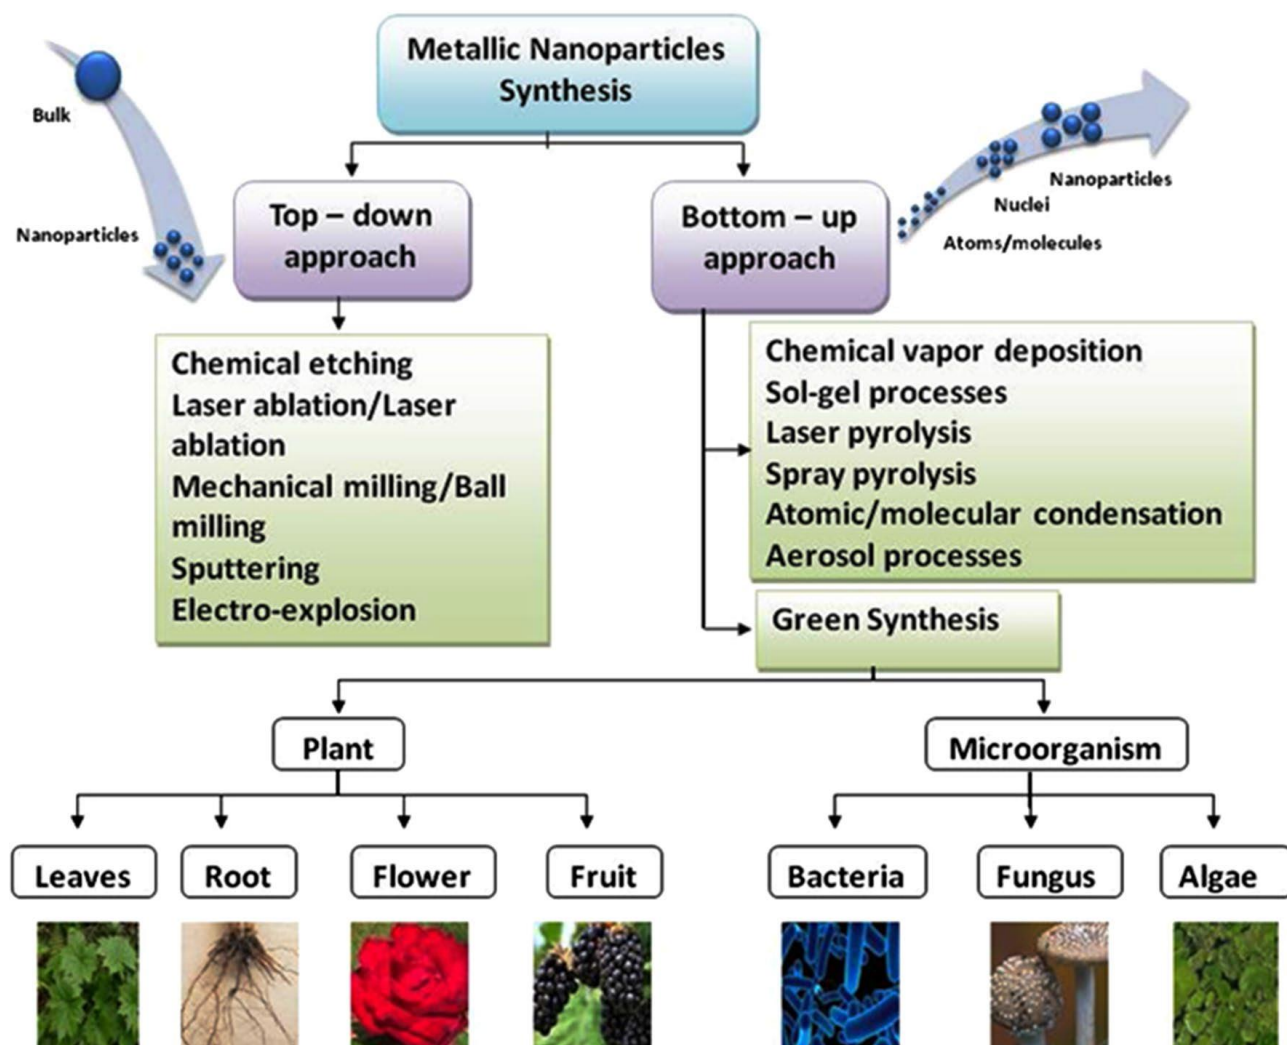 Metallic Nanoparticles
Synthesis
Bulk
Nanoparticles
Top – down
approach
Bottom – up
approach
Nanoparticles
Nuclei
Atoms/molecules
Chemical etching
Laser ablation/Laser
ablation
Mechanical milling/Ball
milling
Sputtering
Electro-explosion
Chemical vapor deposition
Sol-gel processes
Laser pyrolysis
Spray pyrolysis
Atomic/molecular condensation
Aerosol processes
Green Synthesis
Plant
Microorganism
Leaves
Root
Flower
Fruit
Bacteria
Fungus
Algae